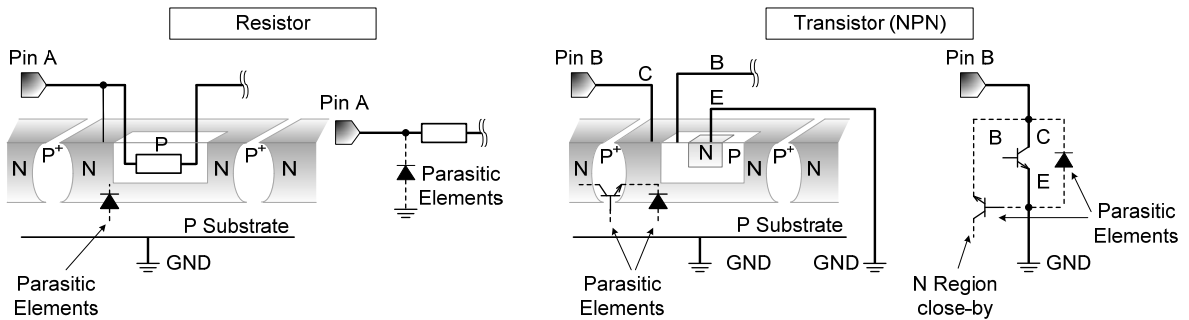 Resistor
Pin A
N
P+
N
P
N
P+
N
P Substrate
GND
Parasitic
Elements
Pin A
Parasitic
Elements
Transistor (NPN)
Pin B
C
B
E
N
P+
N
N
P
N
P+
N
P Substrate
GND
GND
Parasitic
Elements
Pin B
B
C
E
Parasitic
Elements
GND
N Region
close-by